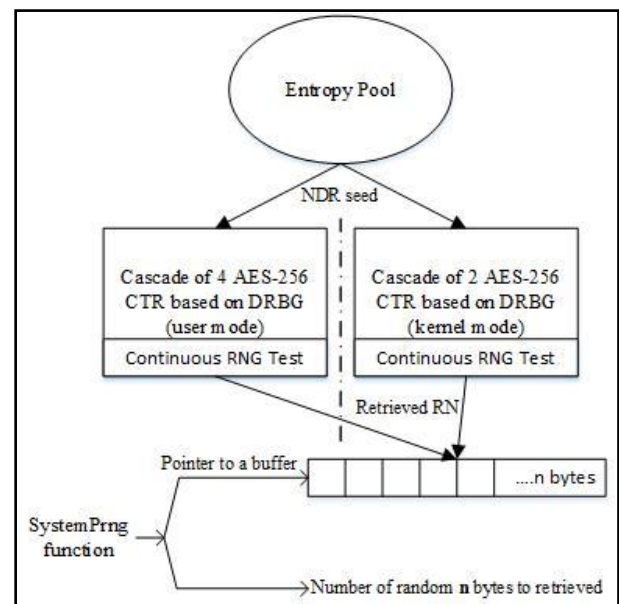 Entropy Pool
NDR seed
Cascade of 4 AES-256
CTR based on DRBG
(user mode)
Continuous RNG Test
Cascade of 2 AES-256
CTR based on DRBG
(kernel mode)
Continuous RNG Test
Retrieved RN
Pointer to a buffer
....n bytes
SystemPrng
function
Number of random n bytes to retrieved